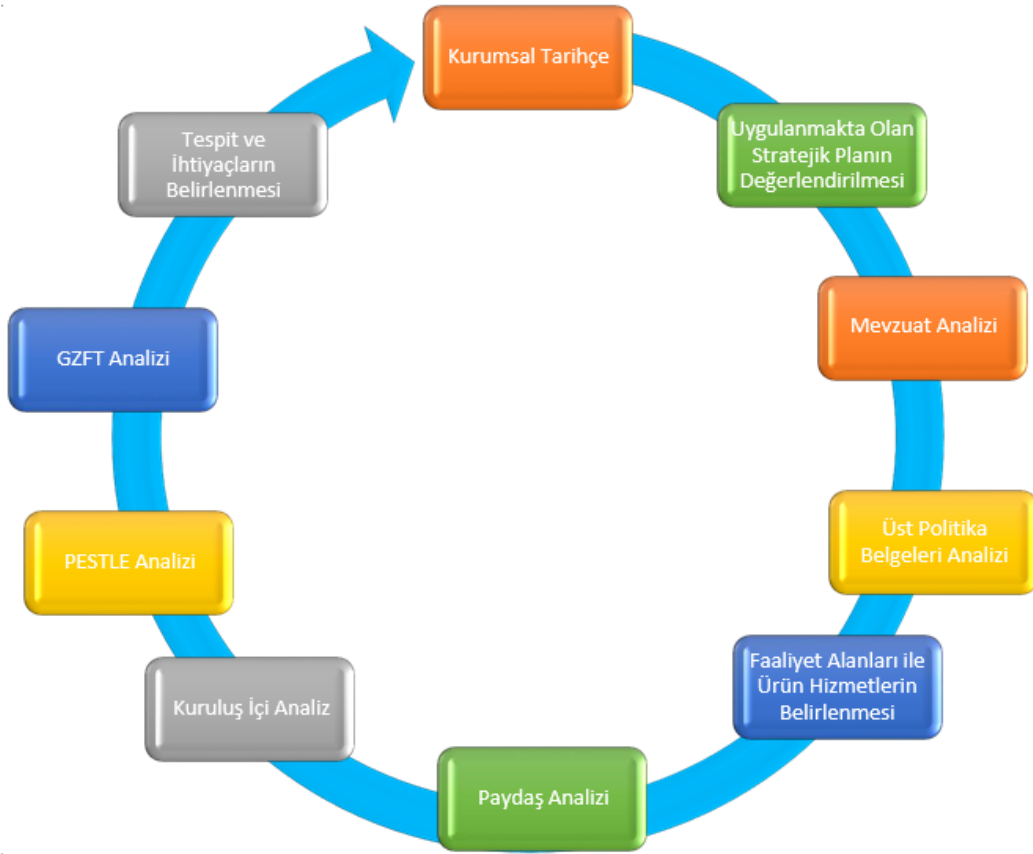 Kurumsal Tarihçe
Uygulanmakta Olan
Stratejik Planın
Değerlendirilmesi
Mevzuat Analizi
Üst Politika
Belgeleri Analizi
Faaliyet Alanları ile
Ürün Hizmetlerin
Belirlenmesi
Paydaş Analizi
Kuruluş İçi Analiz
PESTLE Analizi
GZFT Analizi
Tespit ve
İhtiyaçların
Belirlenmesi